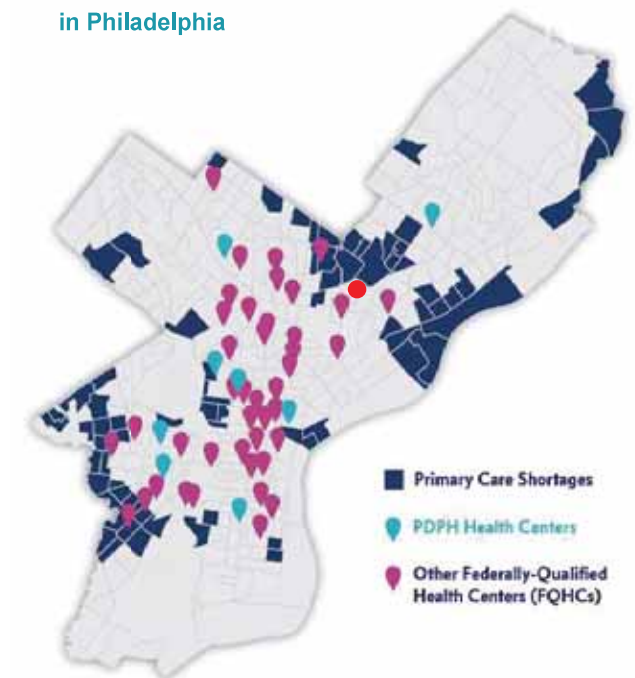 in Philadelphia
Primary Care Shortages
PDPH Health Centers
Other Federally-Qualified
Health Centers (FQHCs)